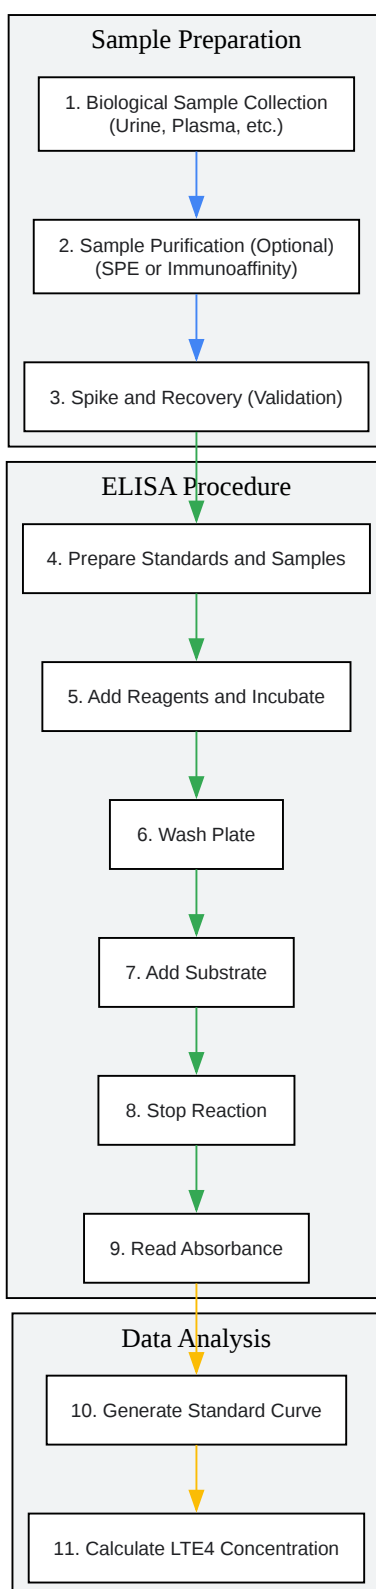 Sample Preparation
1. Biological Sample Collection
(Urine, Plasma, etc.)
2. Sample Purification (Optional)
(SPE or Immunoaffinity)
3. Spike and Recovery (Validation)
ELISA Procedure
4. Prepare Standards and Samples
5. Add Reagents and Incubate
6. Wash Plate
7. Add Substrate
8. Stop Reaction
9. Read Absorbance
Data Analysis
10. Generate Standard Curve
11. Calculate LTE4 Concentration